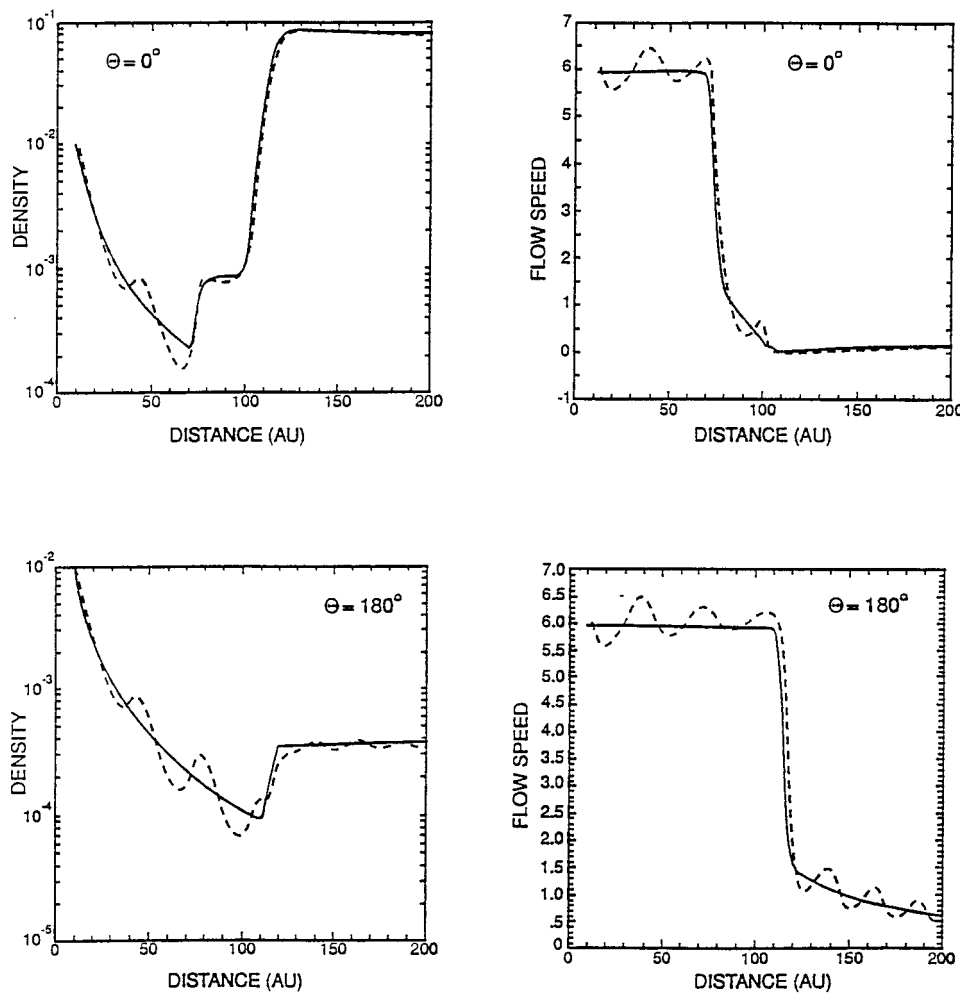 10⁻¹
10⁻²
10⁻³
10⁻⁴
DENSITY
Θ = 0°
0 50 100 150 200
DISTANCE (AU)
7
6
5
4
3
2
1
0
-1
FLOW SPEED
Θ = 0°
0 50 100 150 200
DISTANCE (AU)
10⁻²
10⁻³
10⁻⁴
10⁻⁵
DENSITY
Θ = 180°
0 50 100 150 200
DISTANCE (AU)
7.0
6.5
6.0
5.5
5.0
4.5
4.0
3.5
3.0
2.5
2.0
1.5
1.0
.5
0
FLOW SPEED
Θ = 180°
0 50 100 150 200
DISTANCE (AU)